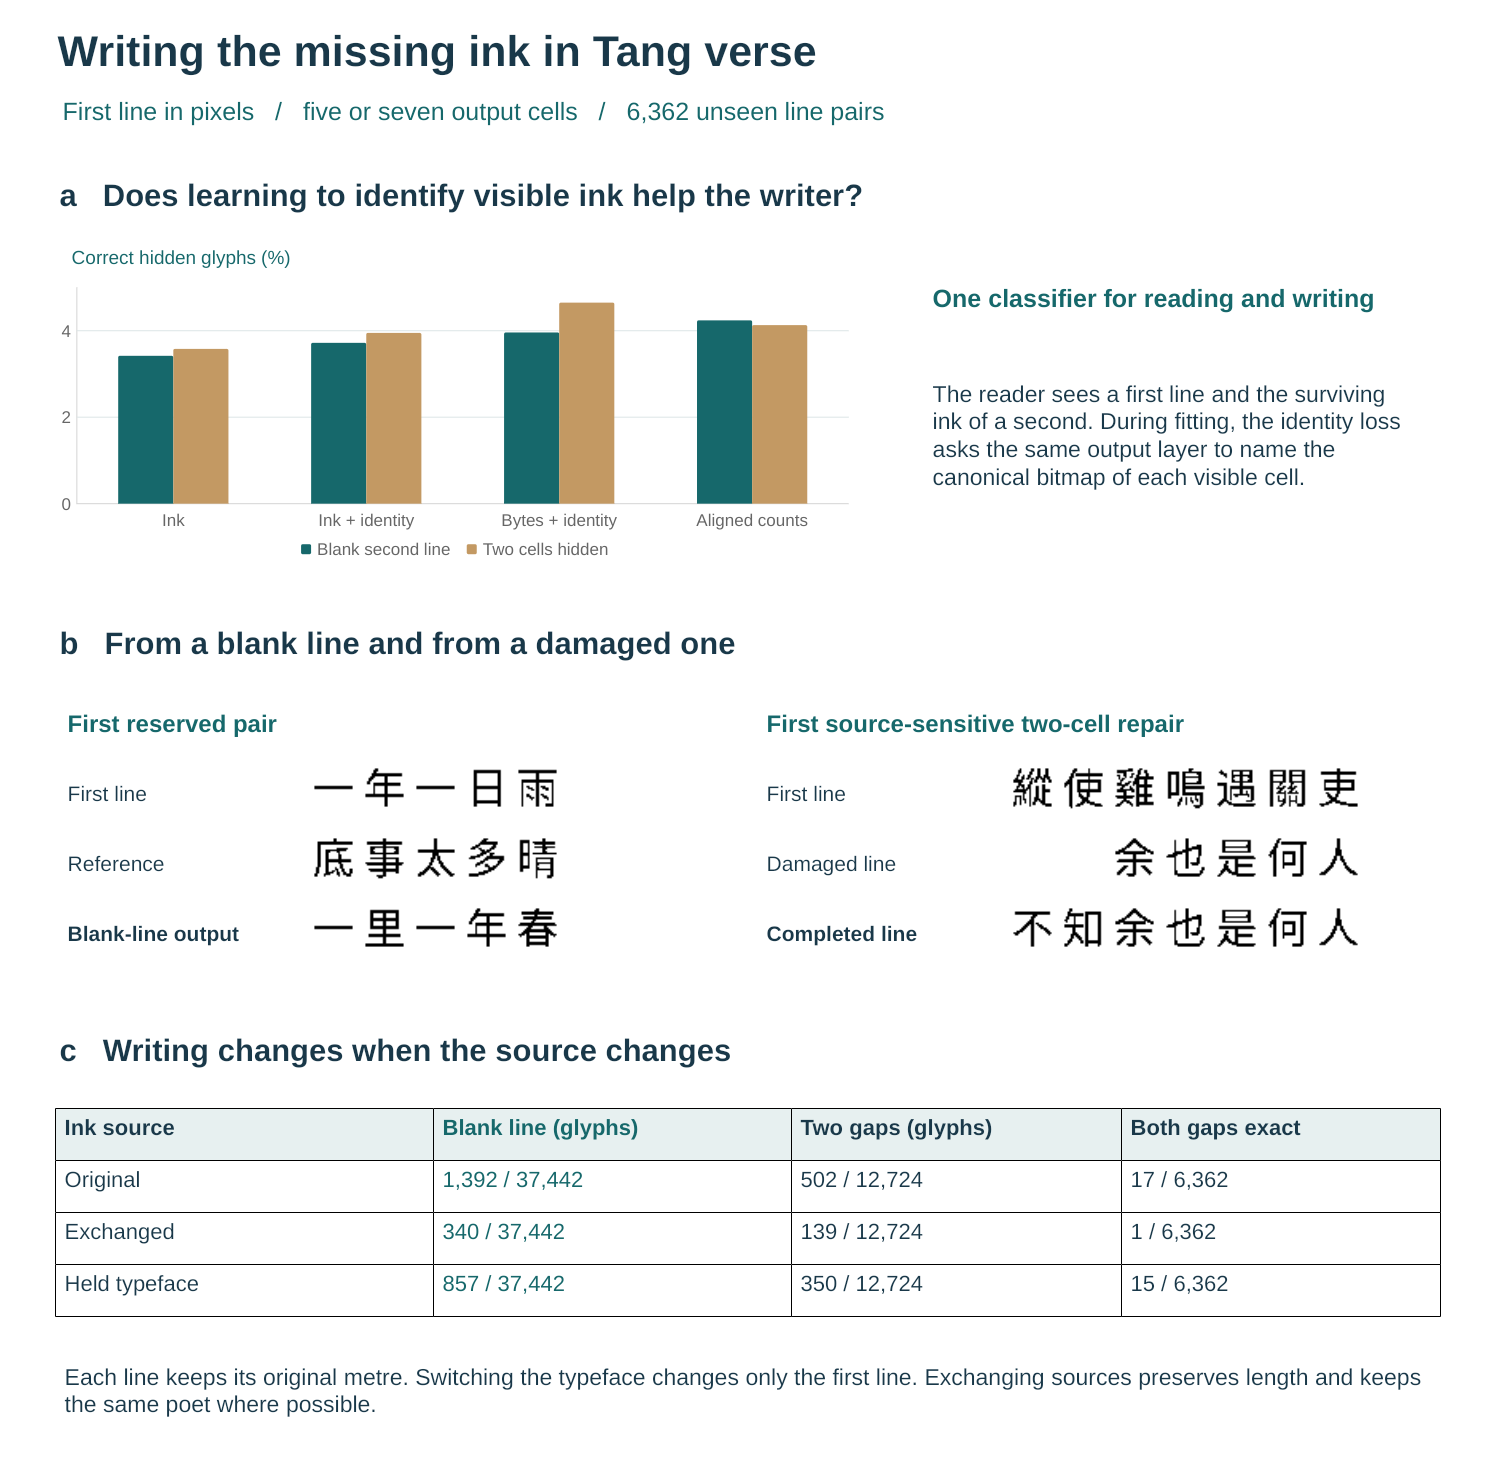 Writing the missing ink in Tang verse
First line in pixels / five or seven output cells / 6,362 unseen line pairs
a Does learning to identify visible ink help the writer?
Correct hidden glyphs (%)
4
2
0
Ink
Ink + identity
Bytes + identity
Aligned counts
Blank second line
Two cells hidden
One classifier for reading and writing
The reader sees a first line and the surviving
ink of a second. During fitting, the identity loss
asks the same output layer to name the
canonical bitmap of each visible cell.
b From a blank line and from a damaged one
First reserved pair
First line 一年一日雨
Reference 底事太多晴
Blank-line output 一里一年春
First source-sensitive two-cell repair
First line 縱使雞鳴遇關吏
Damaged line 余也是何人
Completed line 不知余也是何人
c Writing changes when the source changes
Ink source Blank line (glyphs) Two gaps (glyphs) Both gaps exact
Original 1,392 / 37,442 502 / 12,724 17 / 6,362
Exchanged 340 / 37,442 139 / 12,724 1 / 6,362
Held typeface 857 / 37,442 350 / 12,724 15 / 6,362
Each line keeps its original metre. Switching the typeface changes only the first line. Exchanging sources preserves length and keeps
the same poet where possible.